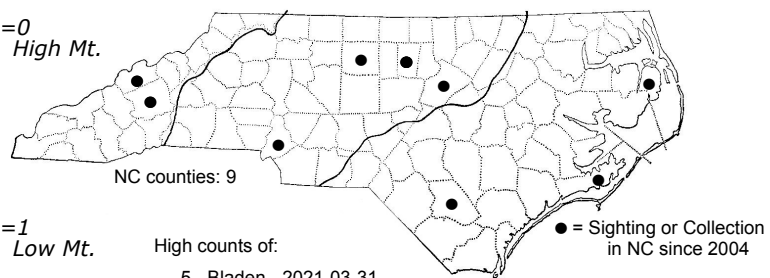 =0
High Mt.
NC counties: 9
=1
Low Mt.
High counts of:
● = Sighting or Collection
in NC since 2004
5 - Bladen - 2021-03-31